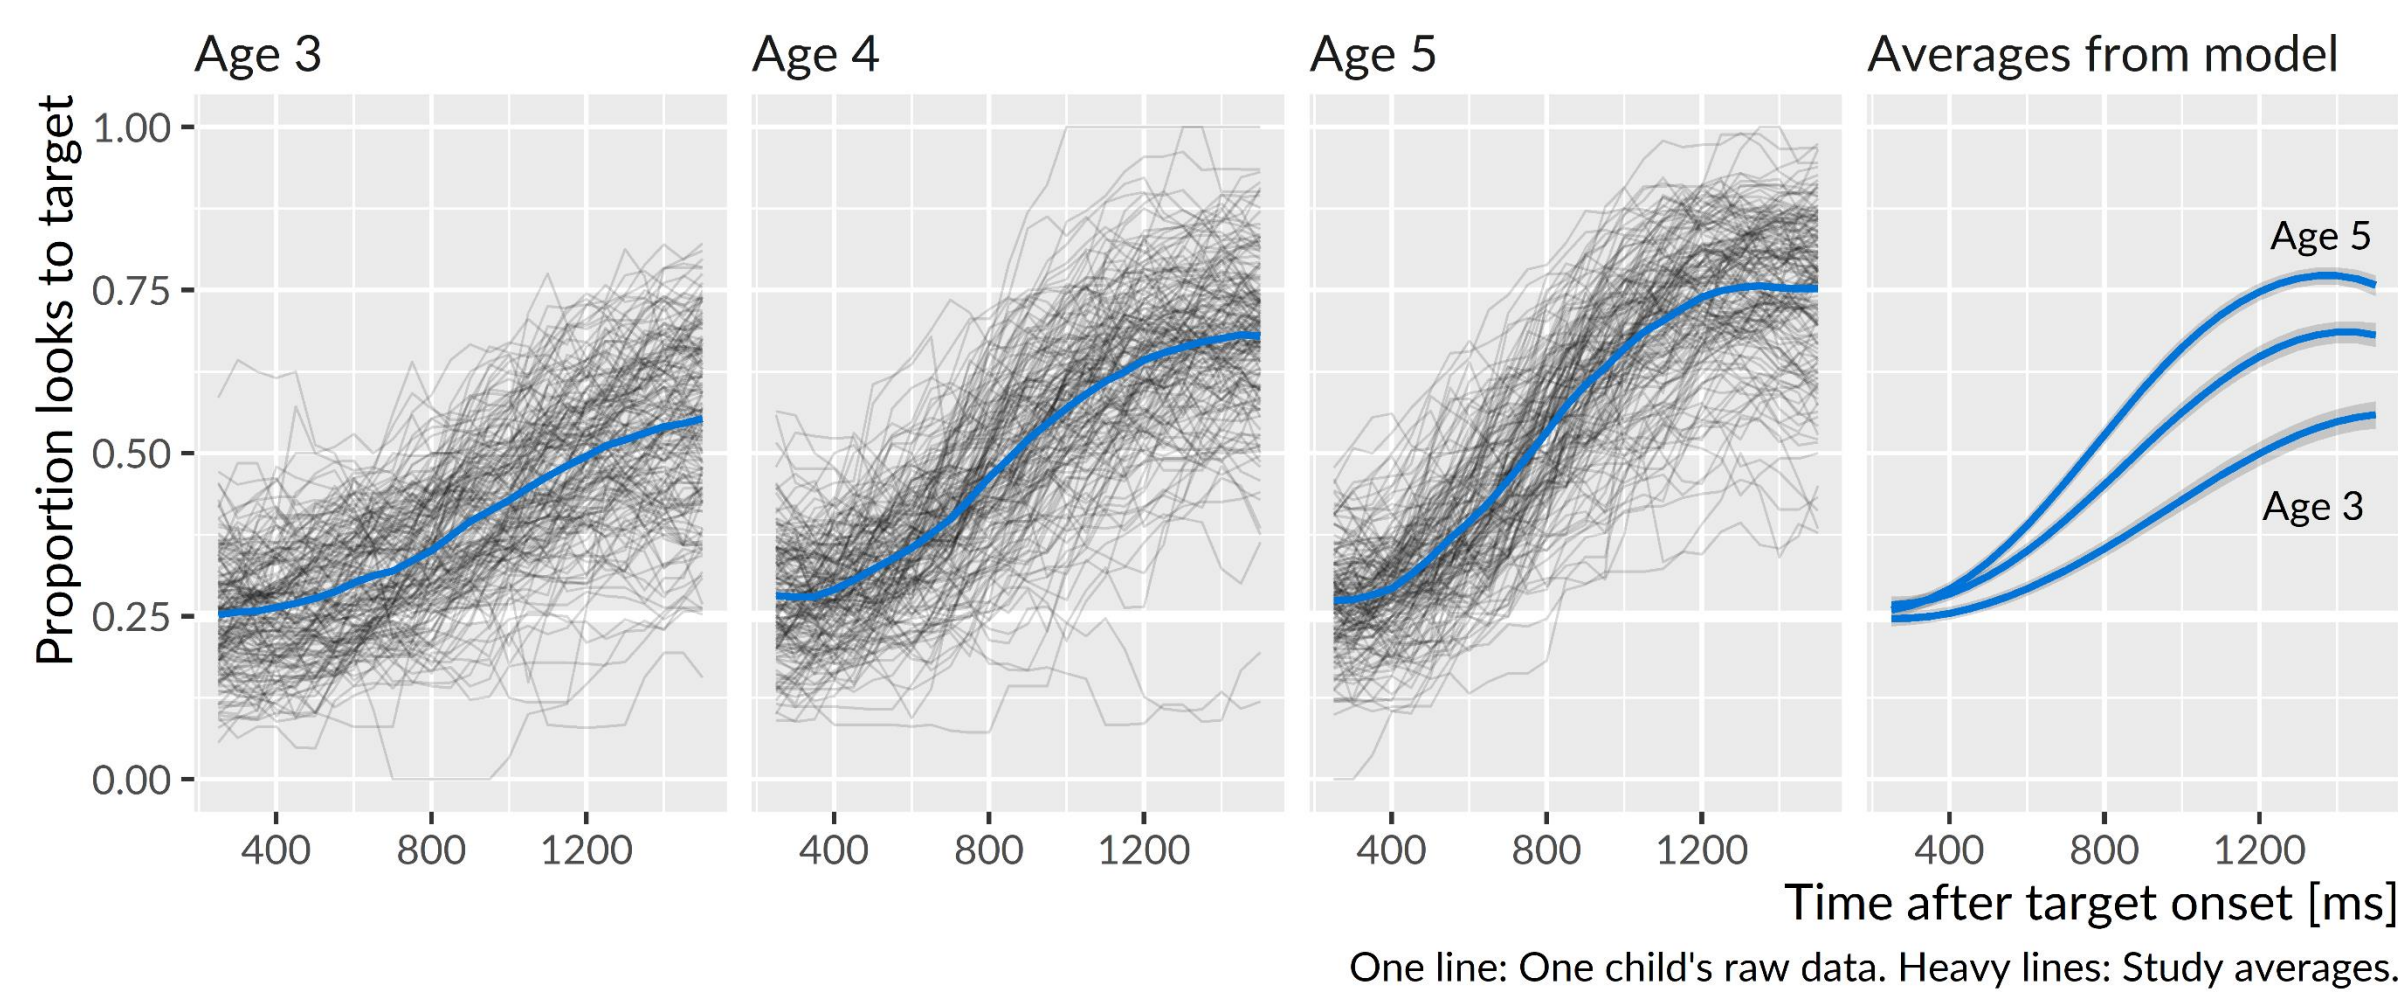 Age 3
Age 4
Age 5
Averages from model
Proportion looks to target
1.00
0.75
0.50
0.25
0.00
Age 5
Age 3
400 800 1200
400 800 1200
400 800 1200
400 800 1200
Time after target onset [ms]
One line: One child's raw data. Heavy lines: Study averages.